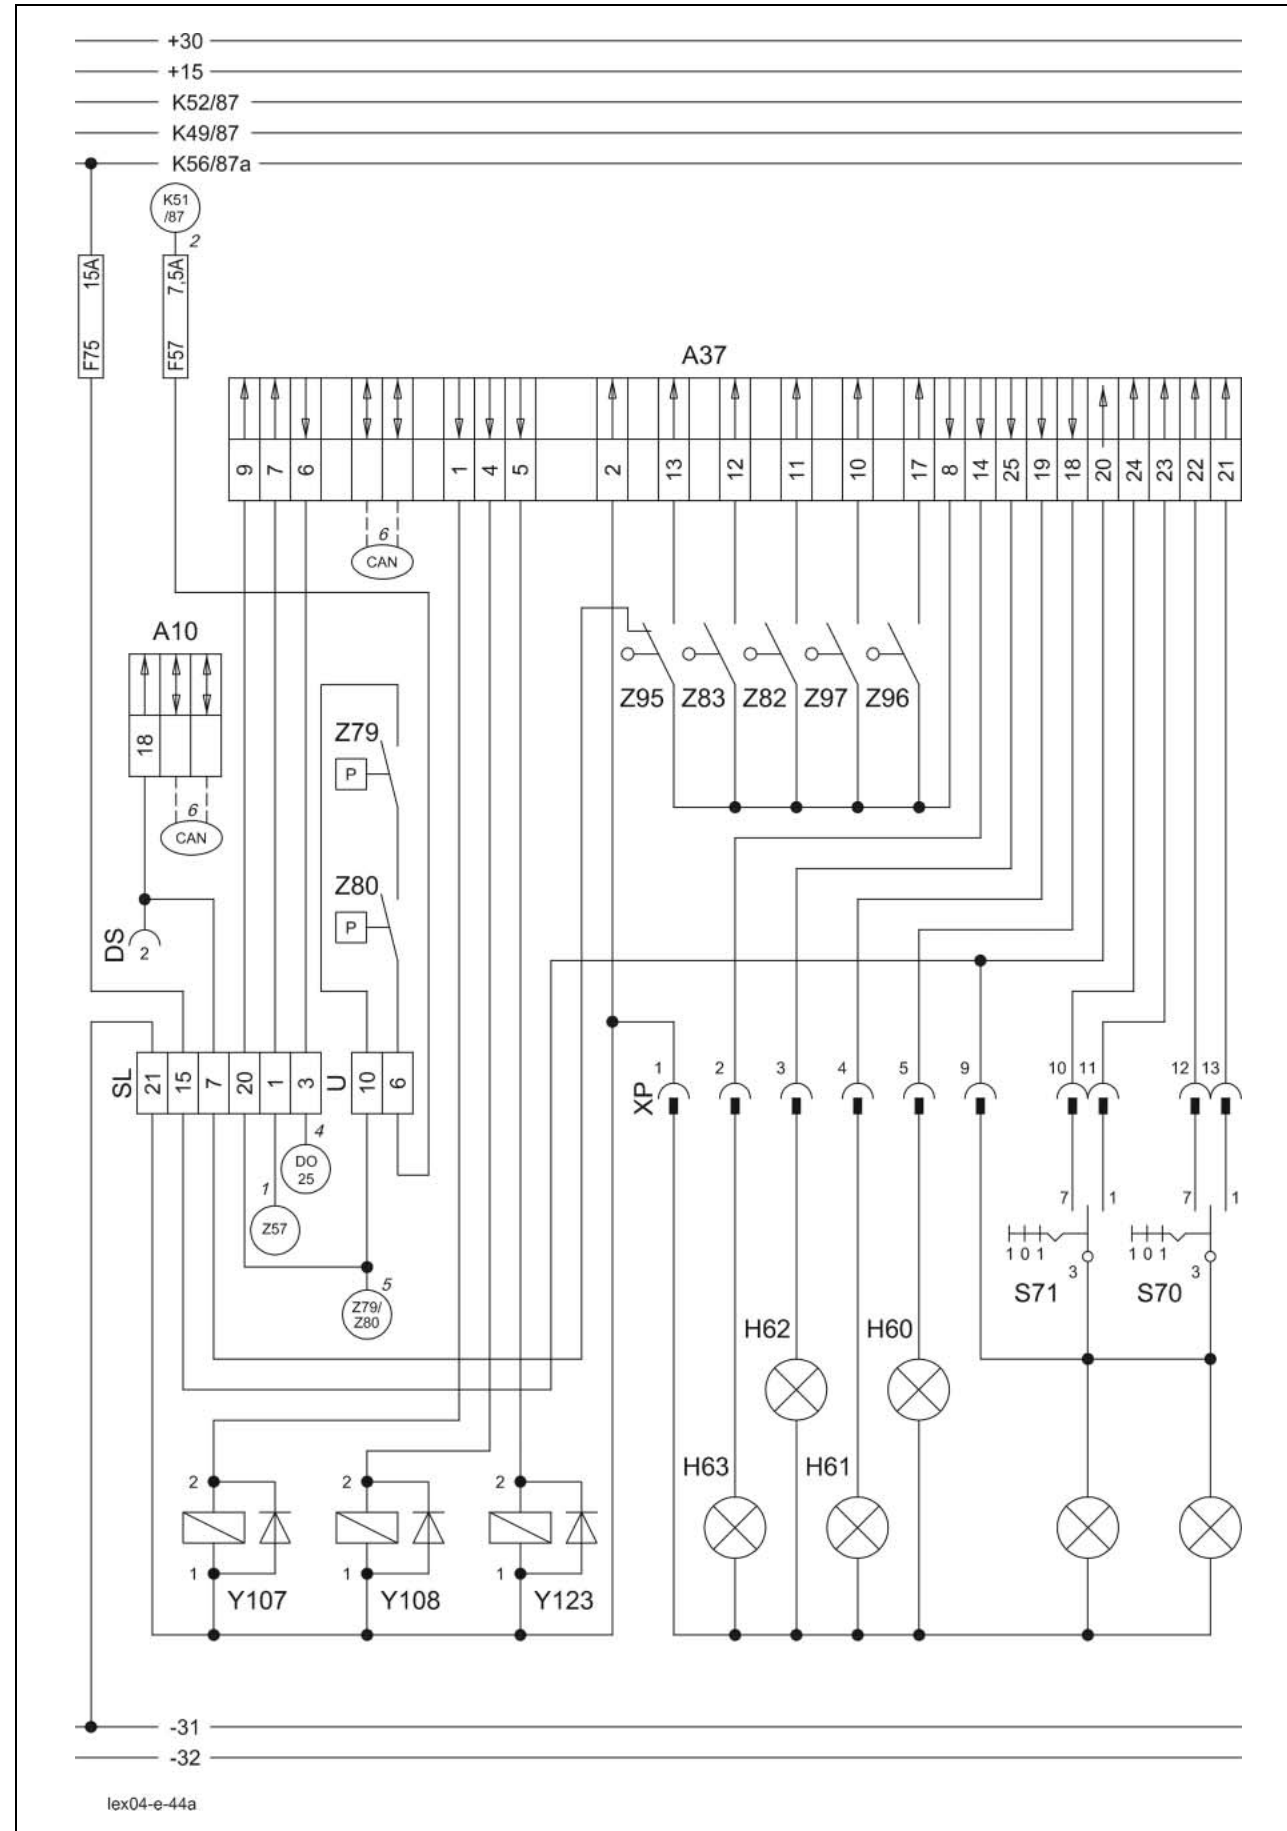 +30
+15
K52/87
K49/87
K56/87a
K51
/87
2
15A
7,5A
F75
F57
A37
9 7 6 1 4 5 2 13 12 11 10 17 8 14 25 19 18 20 24 23 22 21
6
CAN
A10
18
6
CAN
Z95 Z83 Z82 Z97 Z96
Z79
P
Z80
P
DS
2
SL
21 15 7 20 1 3
U
10 6
XP
1 2 3 4 5 9 10 11 12 13
4
DO
25
1
Z57
5
Z79/
Z80
7 1 7 1
1 0 1 3 1 0 1 3
S71 S70
H62 H60
H63 H61
2 2 2
1 1 1
Y107 Y108 Y123
-31
-32
lex04-e-44a